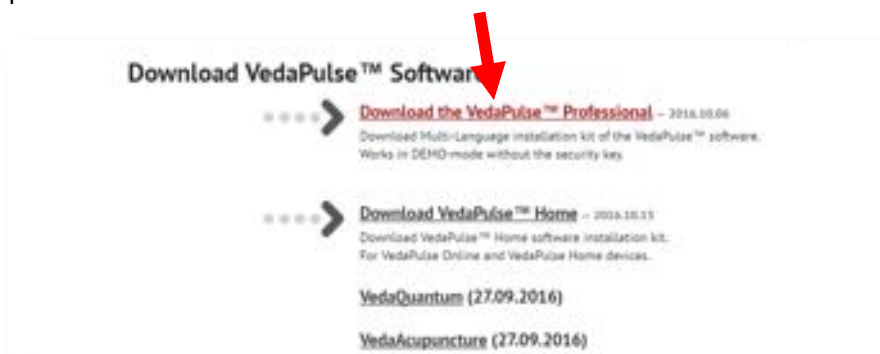 Download VedaPulse™ Software
Download the VedaPulse™ Professional – 2016.10.06
Download Multi-Language installation kit of the VedaPulse™ software.
Works in DEMO-mode without the security key.
Download VedaPulse™ Home – 2016.10.15
Download VedaPulse™ Home software installation kit.
For VedaPulse Online and VedaPulse Home devices.
VedaQuantum (27.09.2016)
VedaAcupuncture (27.09.2016)